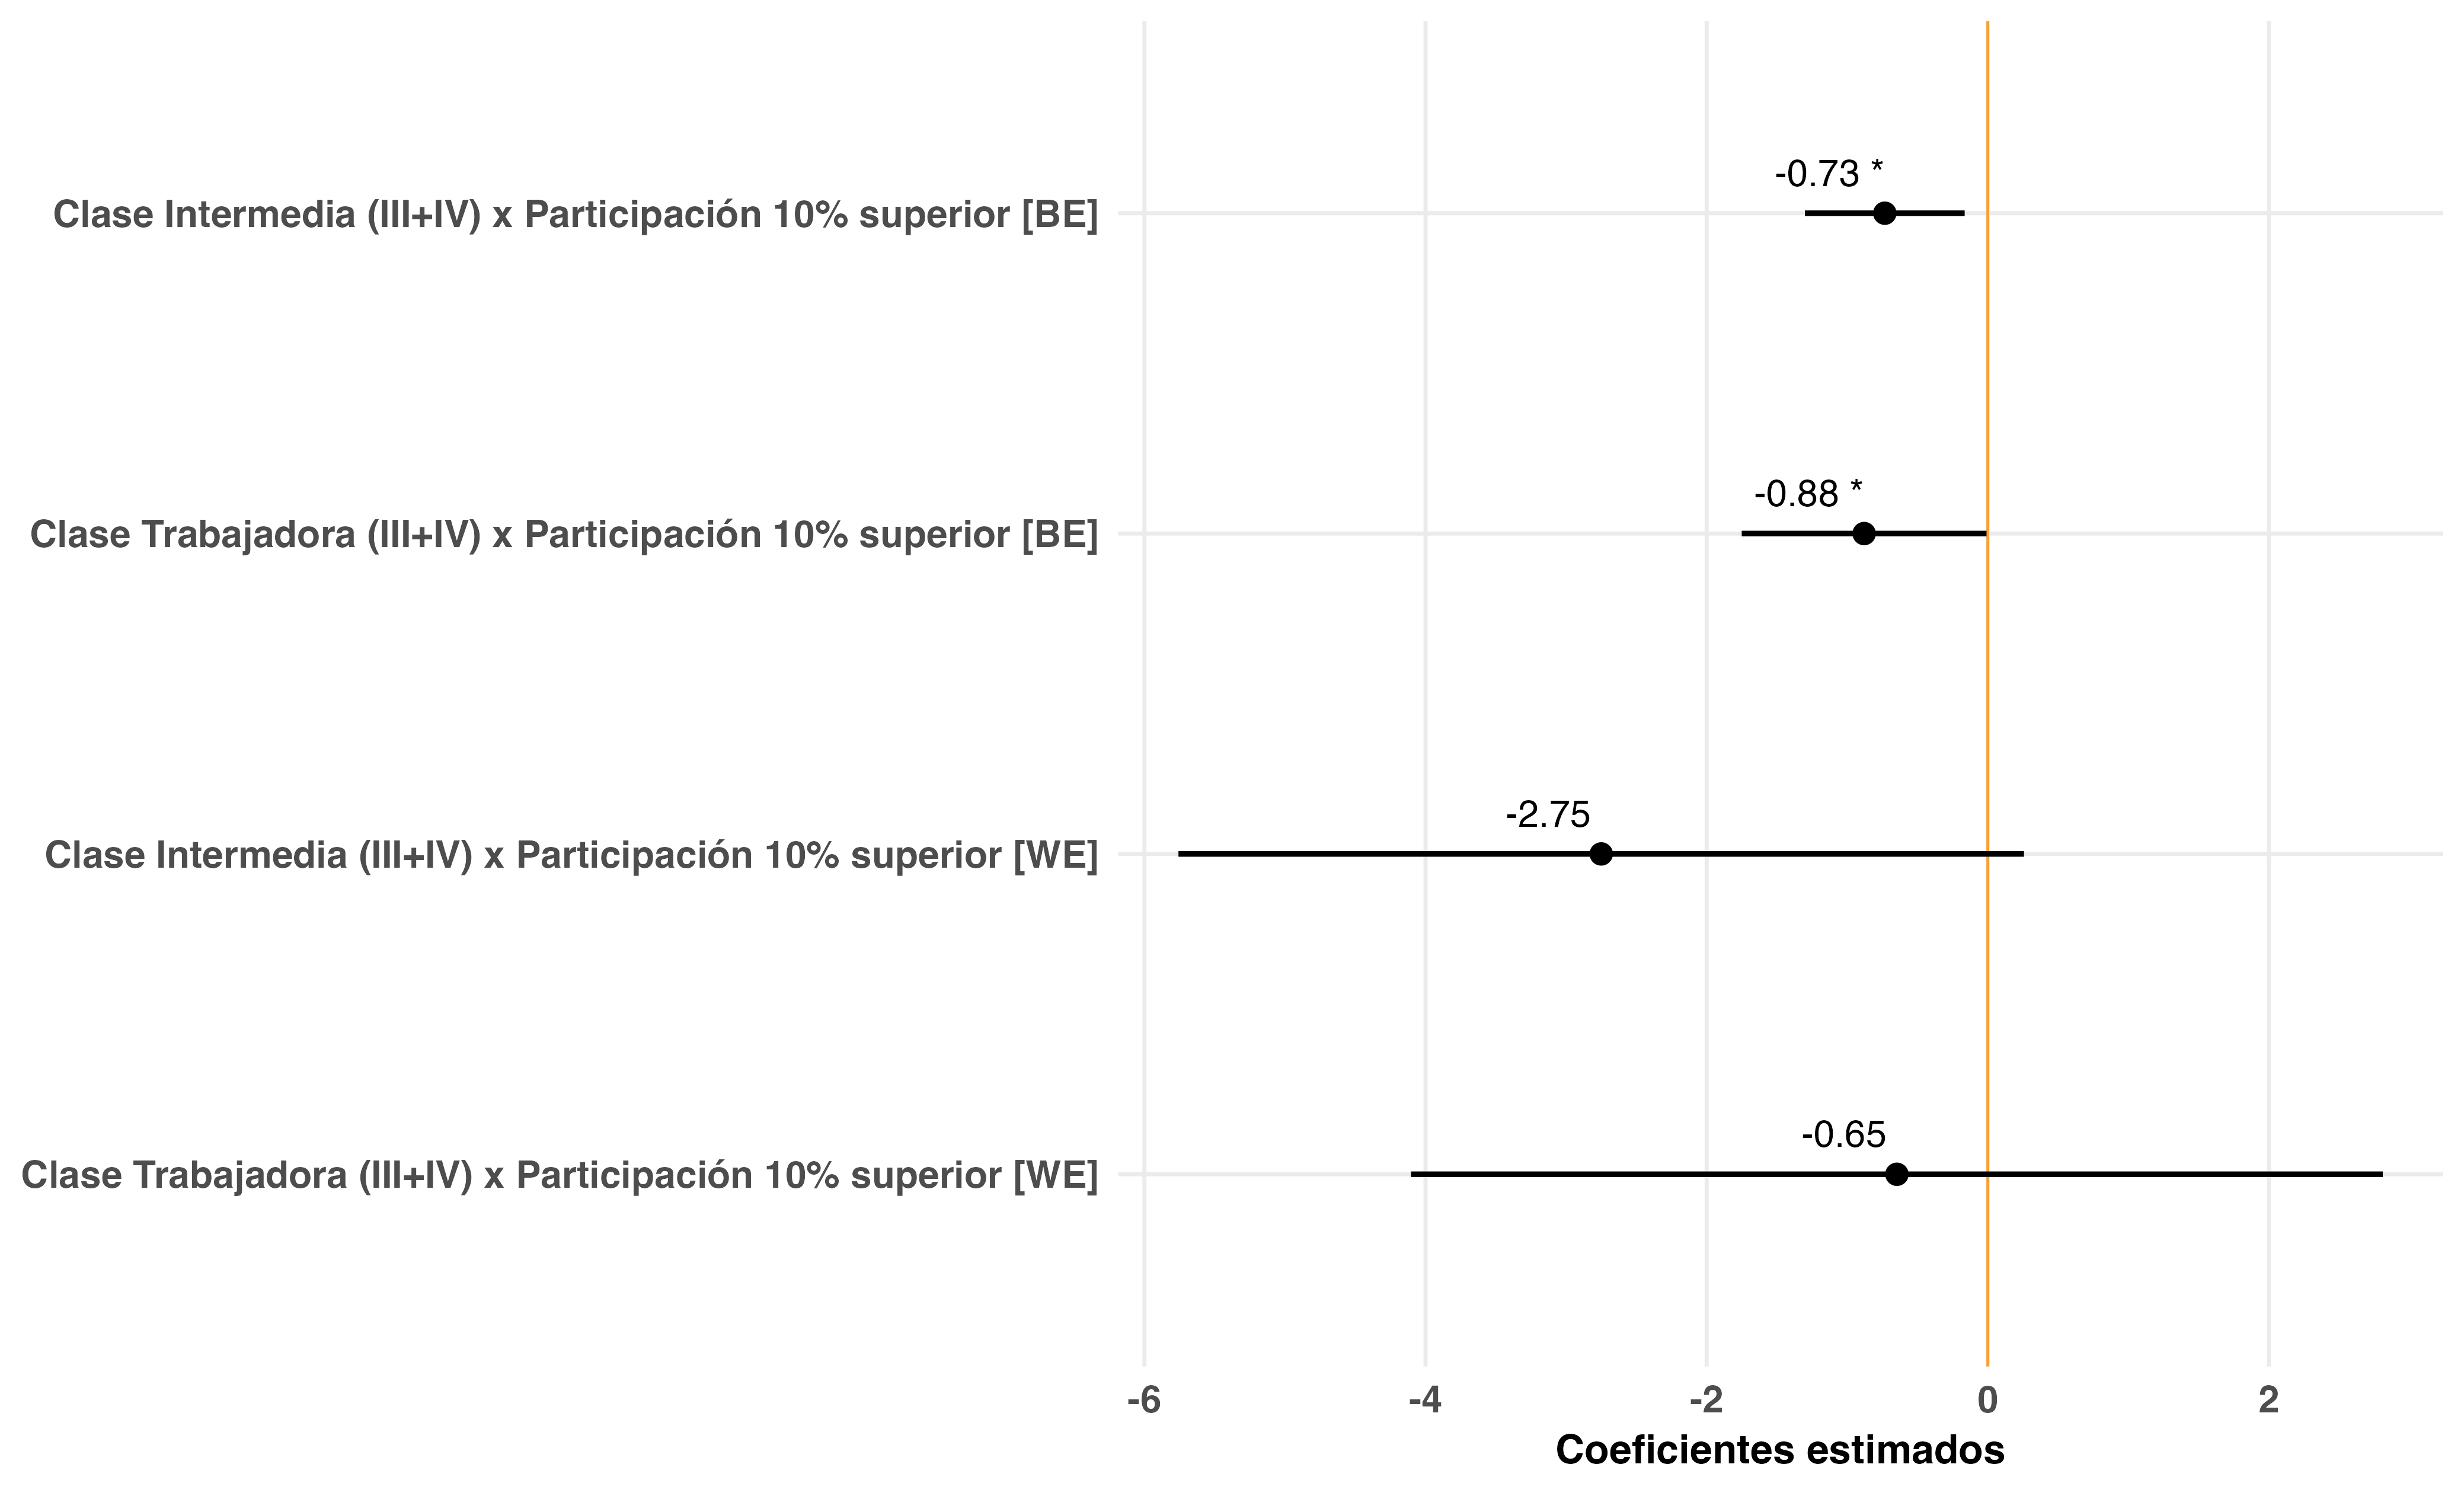 -0.73 *
Clase Intermedia (III+IV) x Participación 10% superior [BE]
-0.88 *
Clase Trabajadora (III+IV) x Participación 10% superior [BE]
-2.75
Clase Intermedia (III+IV) x Participación 10% superior [WE]
-0.65
Clase Trabajadora (III+IV) x Participación 10% superior [WE]
-6 -4 -2 0 2
Coeficientes estimados